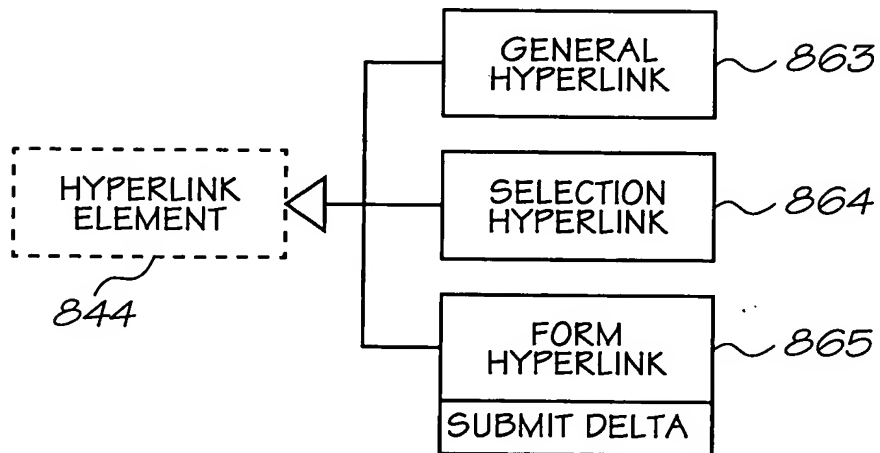 GENERAL
HYPERLINK
863
HYPERLINK
ELEMENT
844
SELECTION
HYPERLINK
864
FORM
HYPERLINK
865
SUBMIT DELTA